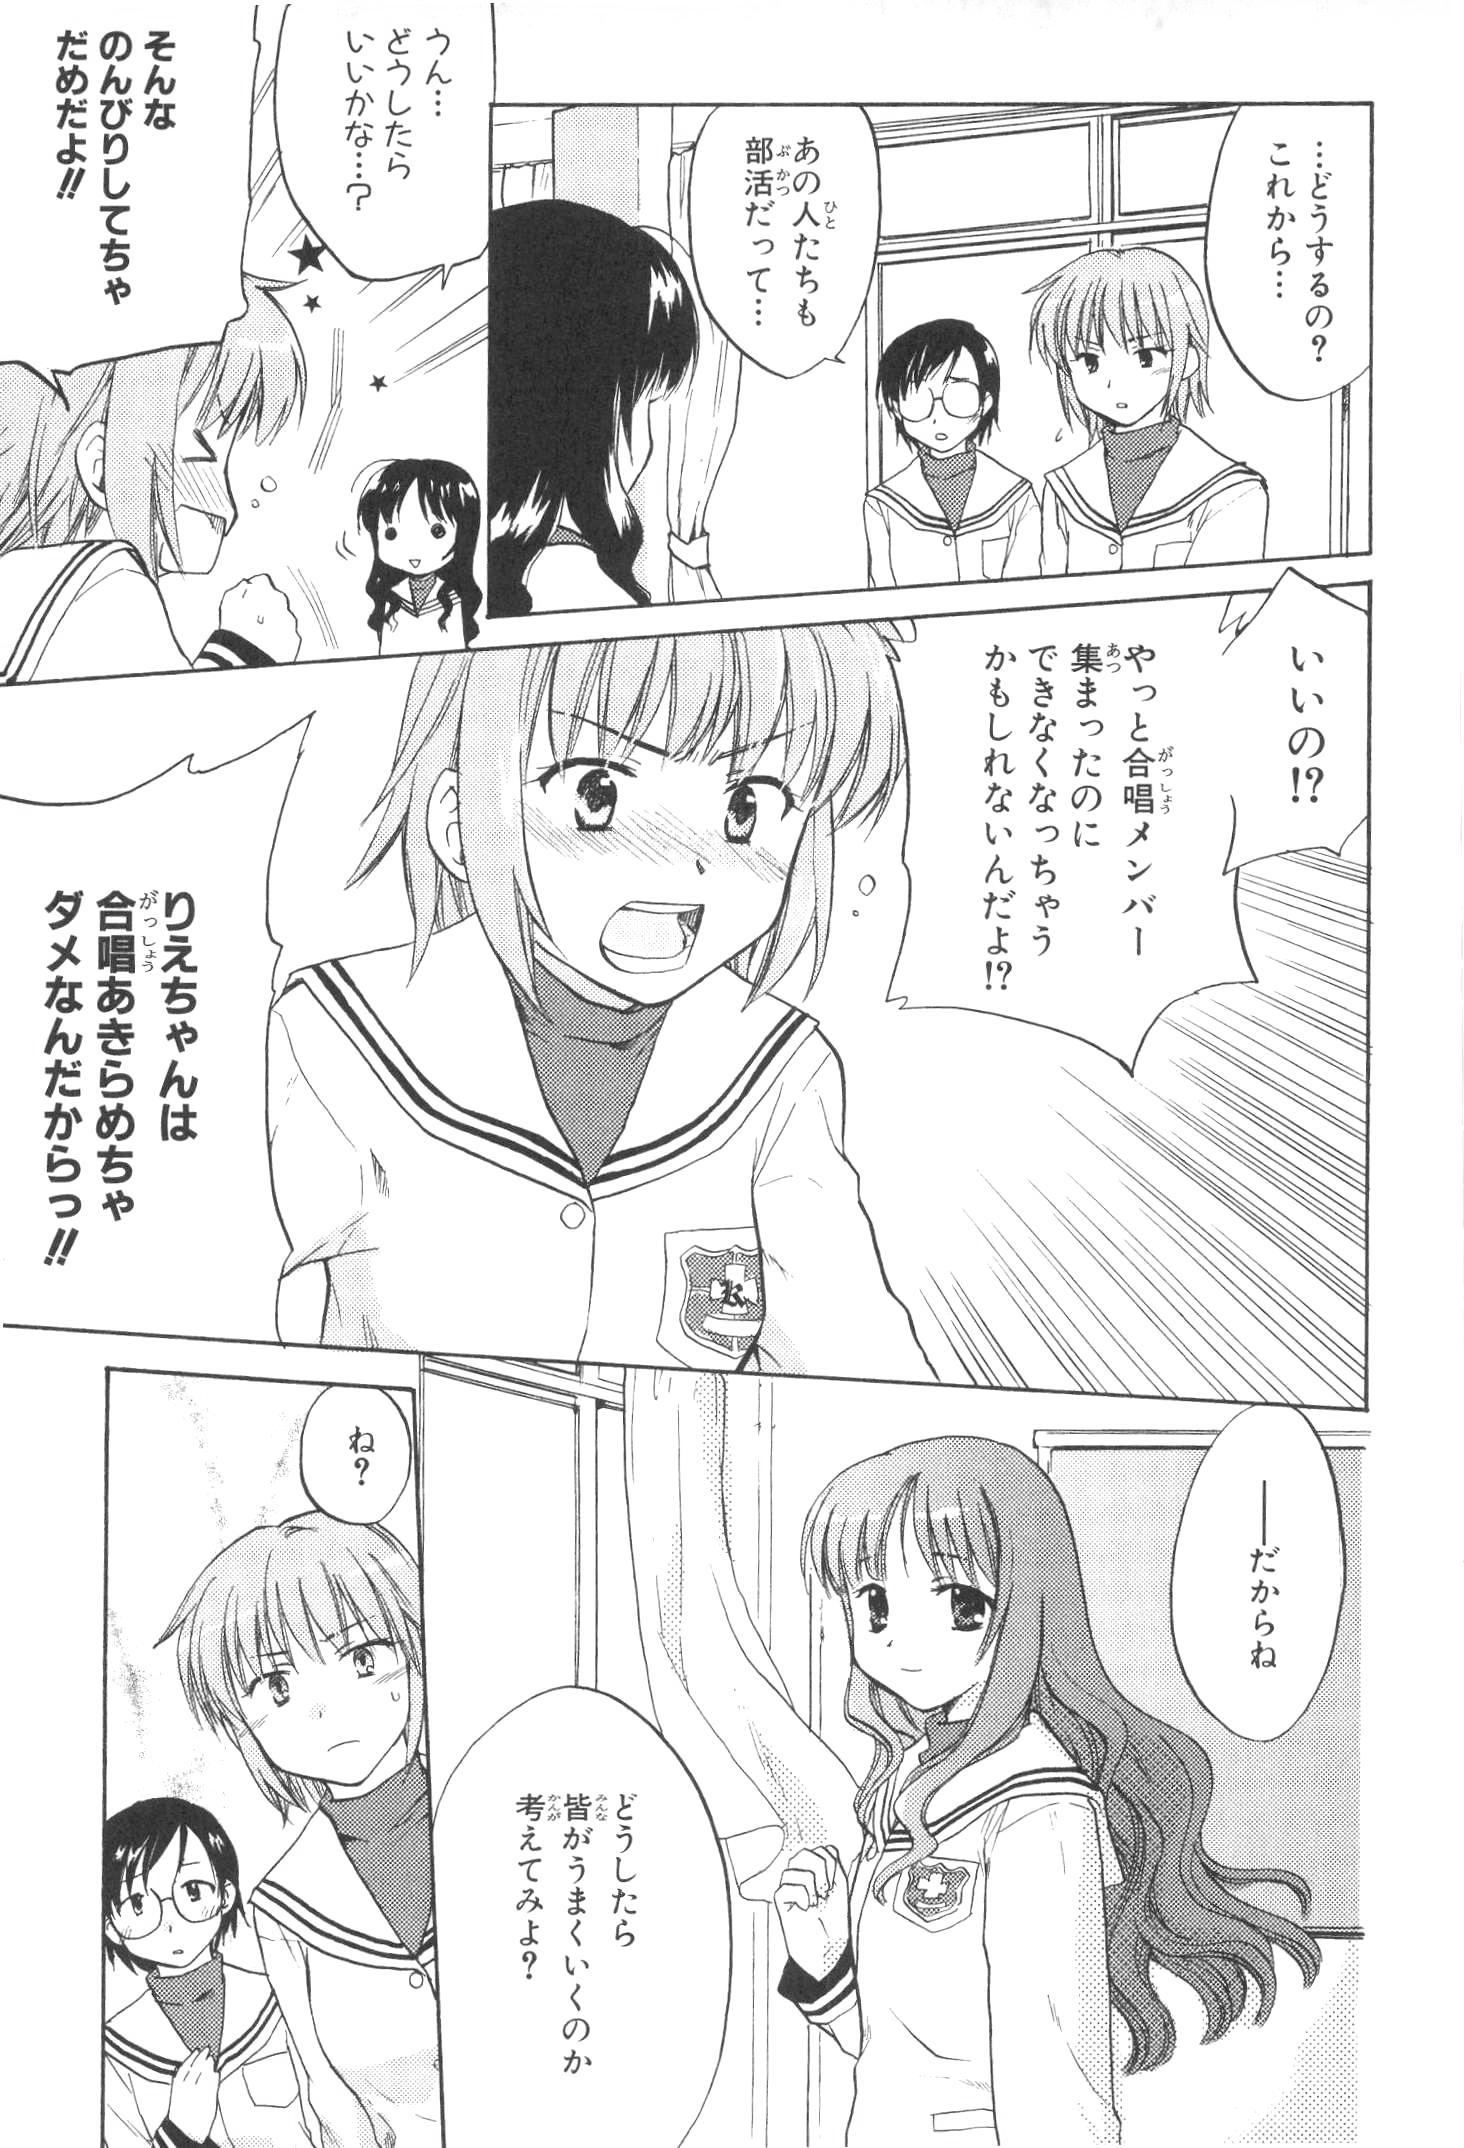 …どうするの?
これから…
あの人たちも
部活だって…
うん…
どうしたら
いいかな…?
そんな
のんびりしてちゃ
だめだよ!!
いいの!?
やっと合唱メンバー
集まったのに
できなくなっちゃう
かもしれないんだよ!?
りえちゃんは
合唱あきらめちゃ
ダメなんだからっ!!
――だからね
どうしたら
皆がうまくいくのか
考えてみよ?
ね?